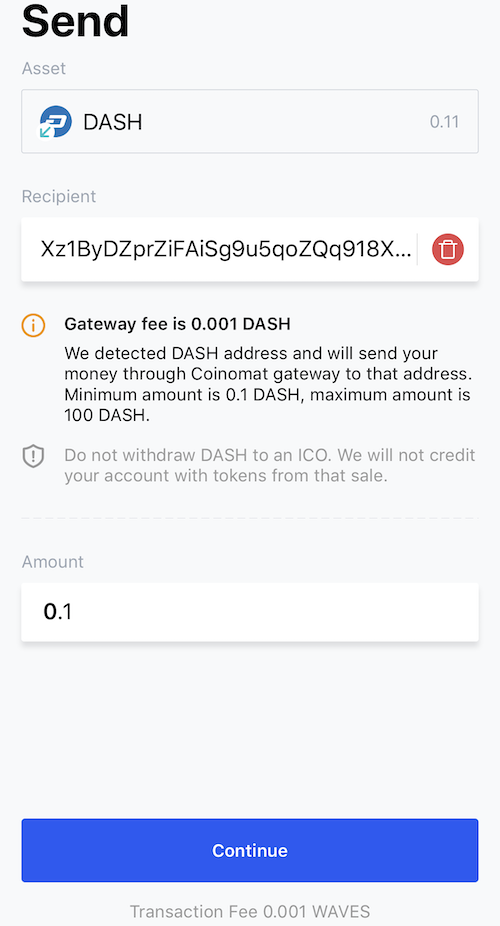 Send
Asset
DASH 0.11
Recipient
Xz1ByDZprZiFAiSg9u5qoZQq918X...
Gateway fee is 0.001 DASH
We detected DASH address and will send your
money through Coinomat gateway to that address.
Minimum amount is 0.1 DASH, maximum amount is
100 DASH.
Do not withdraw DASH to an ICO. We will not credit
your account with tokens from that sale.
Amount
0.1
Continue
Transaction Fee 0.001 WAVES